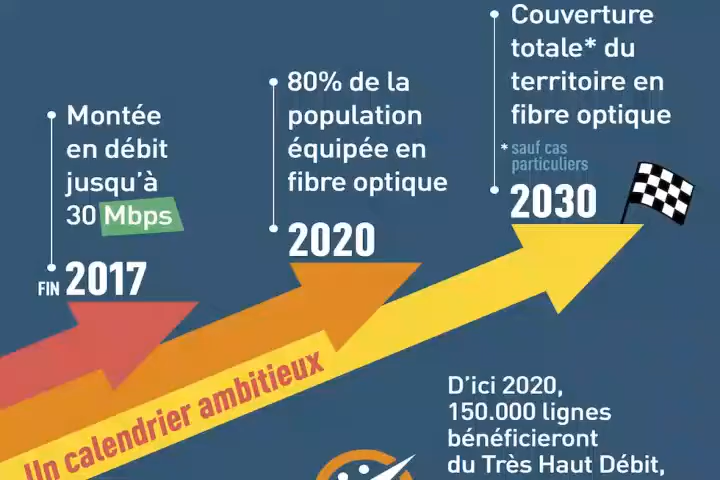 Montée
en débit
jusqu'à
30 Mbps
FIN 2017
80% de la
population
équipée en
fibre optique
2020
Couverture
totale* du
territoire en
fibre optique
* sauf cas
particuliers
2030
Un calendrier ambitieux
D'ici 2020,
150.000 lignes
bénéficieront
du Très Haut Débit,